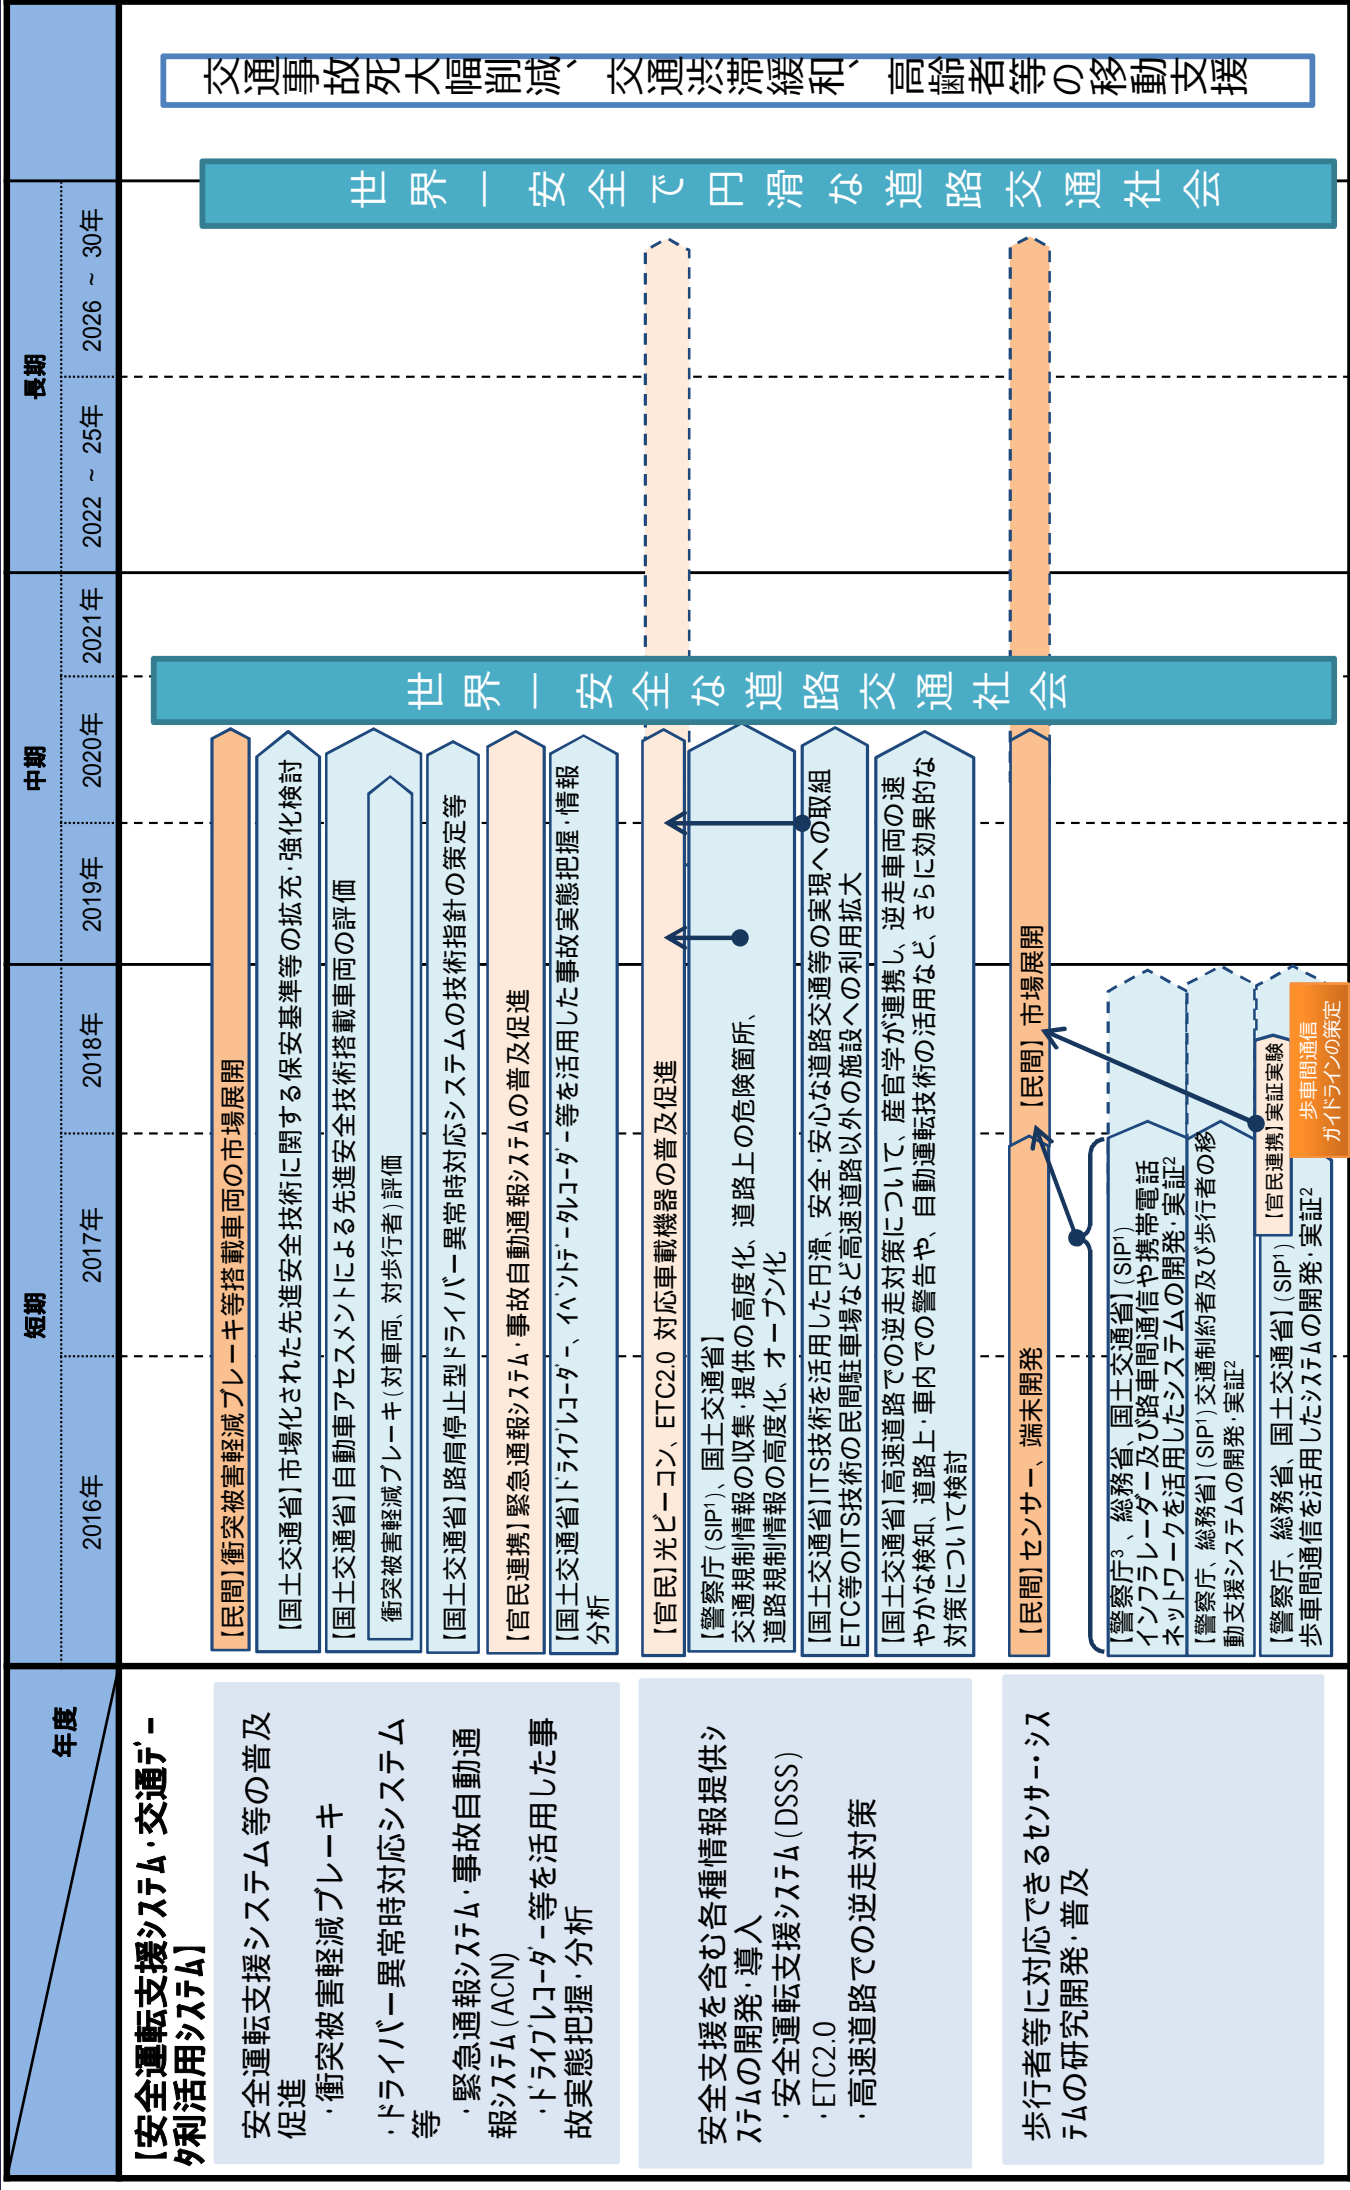 年度
短期
中期
長期
2016年
2017年
2018年
2019年
2020年
2021年
2022 ~ 25年
2026 ~ 30年
【安全運転支援システム・交通デー
タ利活用システム】
安全運転支援システム等の普及
促進
・衝突被害軽減ブレーキ
・ドライバー異常時対応システム
等
・緊急通報システム・事故自動通
報システム(ACN)
・ドライブレコーダー等を活用した事
故実態把握・分析
【民間】衝突被害軽減ブレーキ等搭載車両の市場展開
【国土交通省】市場化された先進安全技術に関する保安基準等の拡充・強化検討
【国土交通省】自動車アセスメントによる先進安全技術搭載車両の評価
衝突被害軽減ブレーキ(対車両、対歩行者)評価
【国土交通省】路肩停止型ドライバー異常時対応システムの技術指針の策定等
【官民連携】緊急通報システム・事故自動通報システムの普及促進
【国土交通省】ドライブレコーダー、イベントデータレコーダー等を活用した事故実態把握・情報
分析
安全支援を含む各種情報提供シ
ステムの開発・導入
・安全運転支援システム(DSSS)
・ETC2.0
・高速道路での逆走対策
【官民】光ビーコン、ETC2.0 対応車載機器の普及促進
【警察庁(SIP1)、国土交通省】
交通規制情報の収集・提供の高度化、道路上の危険箇所、
道路規制情報の高度化、オープン化
【国土交通省】ITS技術を活用した円滑、安全・安心な道路交通等の実現への取組
ETC等のITS技術の民間駐車場など高速道路以外の施設への利用拡大
【国土交通省】高速道路での逆走対策について、産官学が連携し、逆走車両の速
やかな検知、道路上・車内での警告や、自動運転技術の活用など、さらに効果的な
対策について検討
歩行者等に対応できるセンサー・シス
テムの研究開発・普及
【民間】センサー、端末開発
【民間】市場展開
【警察庁3、総務省、国土交通省】(SIP1)
インフラレーダー及び路車間通信や携帯電話
ネットワークを活用したシステムの開発・実証2
【警察庁、総務省】(SIP1)交通制約者及び歩行者の移
動支援システムの開発・実証2
【官民連携】実証実験
【警察庁、総務省、国土交通省】(SIP1)
歩車間通信を活用したシステムの開発・実証2
歩車間通信
ガイドラインの策定
世界一安全な道路交通社会
世界一安全で円滑な道路交通社会
交通事故死大幅削減、交通渋滞緩和、高齢者等の移動支援